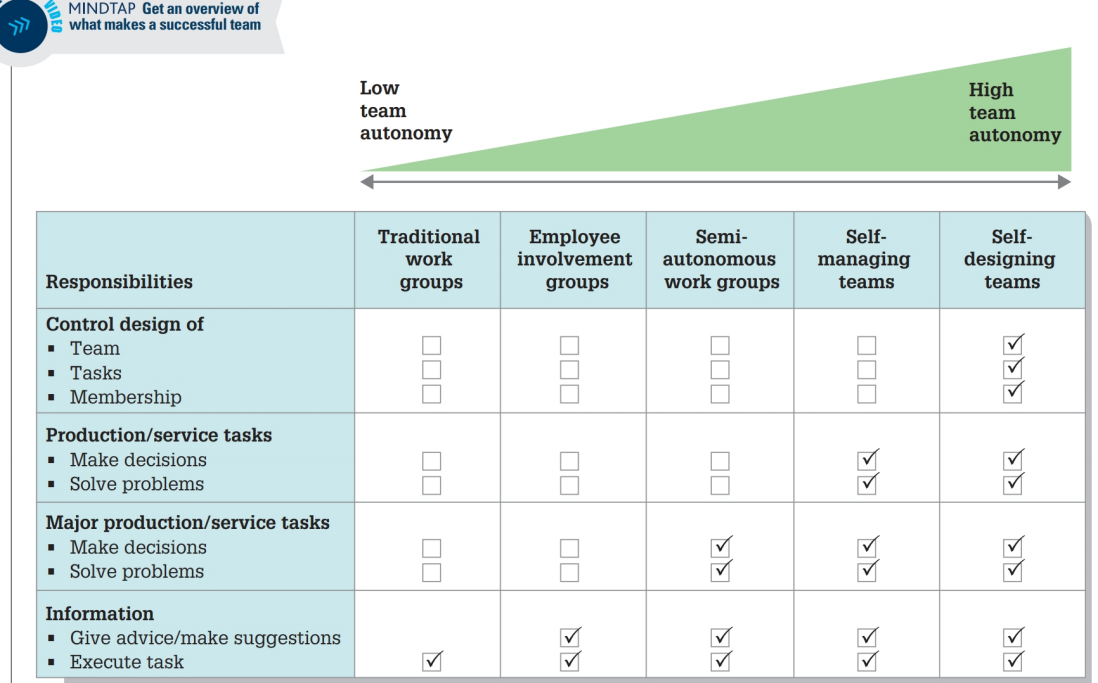 MINDTAP Get an overview of
what makes a successful team
VIDEO
Low
team
autonomy
High
team
autonomy
Responsibilities
Traditional
work
groups
Employee
involvement
groups
Semi-
autonomous
work groups
Self-
managing
teams
Self-
designing
teams
Control design of
▪ Team
▪ Tasks
▪ Membership
Production/service tasks
▪ Make decisions
▪ Solve problems
Major production/service tasks
▪ Make decisions
▪ Solve problems
Information
▪ Give advice/make suggestions
▪ Execute task